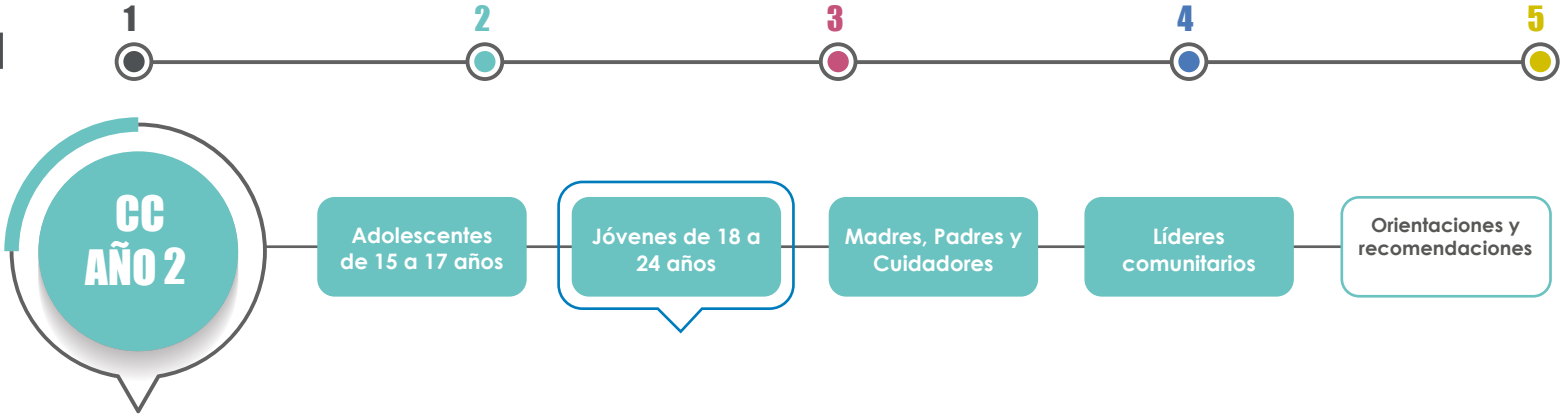 1
2
3
4
5
CC
AÑO 2
Adolescentes
de 15 a 17 años
Jóvenes de 18 a
24 años
Madres, Padres y
Cuidadores
Líderes
comunitarios
Orientaciones y
recomendaciones